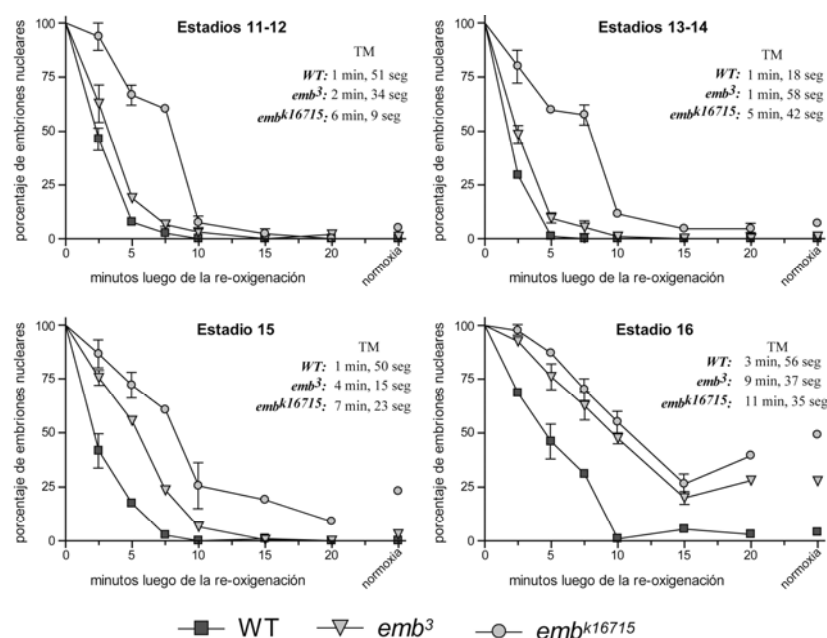 Estadios 11-12
porcentaje de embriones nucleares
100
75
50
25
0
TM
WT: 1 min, 51 seg
emb3: 2 min, 34 seg
embk16715: 6 min, 9 seg
0 5 10 15 20 normoxia
minutos luego de la re-oxigenación
Estadios 13-14
porcentaje de embriones nucleares
100
75
50
25
0
TM
WT: 1 min, 18 seg
emb3: 1 min, 58 seg
embk16715: 5 min, 42 seg
0 5 10 15 20 normoxia
minutos luego de la re-oxigenación
Estadio 15
porcentaje de embriones nucleares
100
75
50
25
0
TM
WT: 1 min, 50 seg
emb3: 4 min, 15 seg
embk16715: 7 min, 23 seg
0 5 10 15 20 normoxia
minutos luego de la re-oxigenación
Estadio 16
porcentaje de embriones nucleares
100
75
50
25
0
TM
WT: 3 min, 56 seg
emb3: 9 min, 37 seg
embk16715: 11 min, 35 seg
0 5 10 15 20 normoxia
minutos luego de la re-oxigenación
WT emb3 embk16715